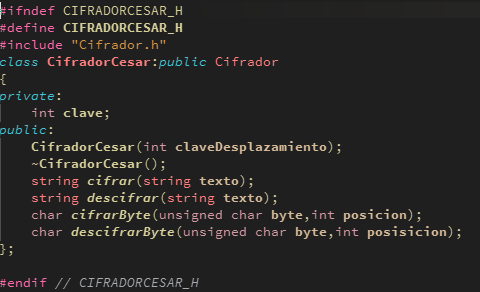 #ifndef CIFRADORCESAR_H
#define CIFRADORCESAR_H
#include "Cifrador.h"
class CifradorCesar:public Cifrador
{
private:
    int clave;
public:
    CifradorCesar(int claveDesplazamiento);
    ~CifradorCesar();
    string cifrar(string texto);
    string descifrar(string texto);
    char cifrarByte(unsigned char byte,int posicion);
    char descifrarByte(unsigned char byte,int posisicion);
};

#endif // CIFRADORCESAR_H